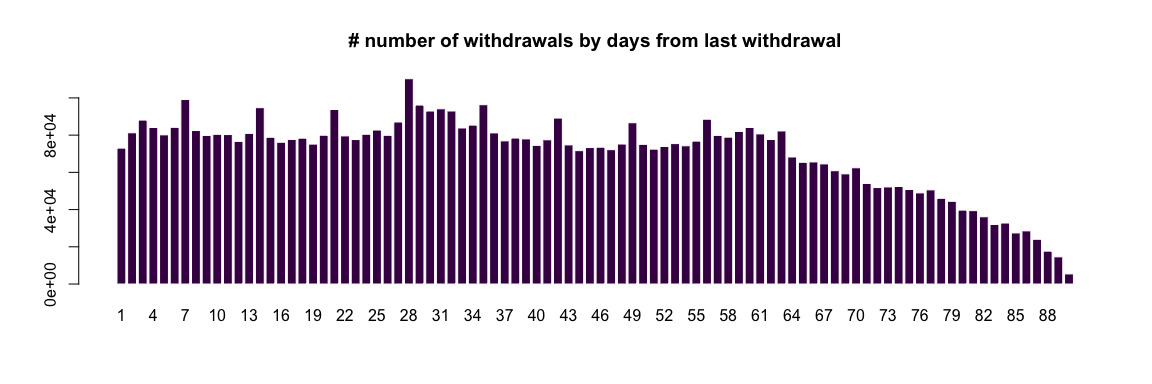 # number of withdrawals by days from last withdrawal
8e+04
4e+04
0e+00
1 4 7 10 13 16 19 22 25 28 31 34 37 40 43 46 49 52 55 58 61 64 67 70 73 76 79 82 85 88